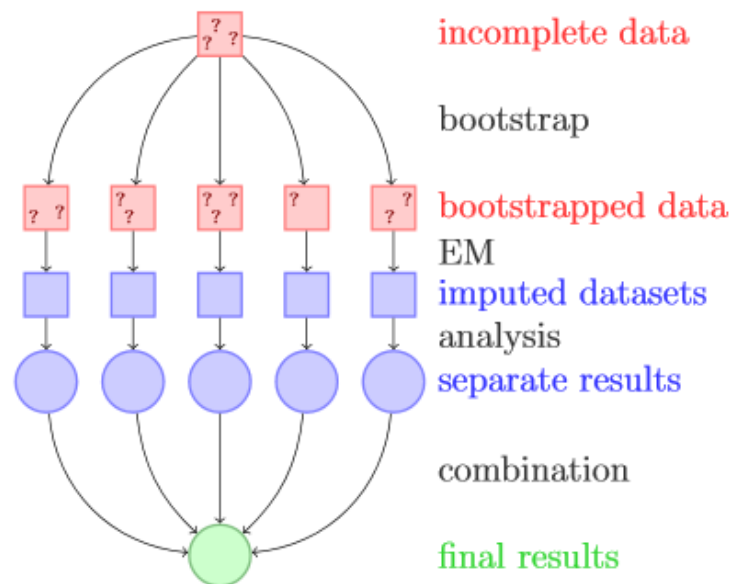 ? ? ?
incomplete data
bootstrap
? ? ? ? ? ? ? ? ? ?
bootstrapped data
EM
imputed datasets
analysis
separate results
combination
final results